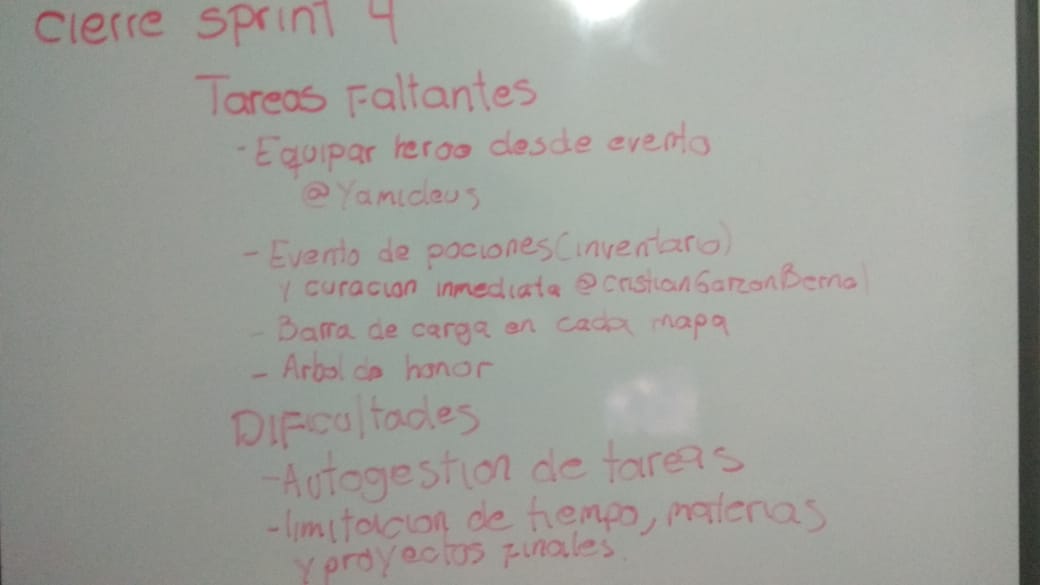 Cierre sprint 4
Tareas Faltantes
- Equipar heroe desde evento
@Yamideus
- Evento de pociones(inventario)
y curacion inmediata @cristianGarzonBernal
- Barra de carga en cada mapa
- Arbol de honor
Dificultades
- Autogestion de tareas
- limitacion de tiempo, materias
y proyectos finales.